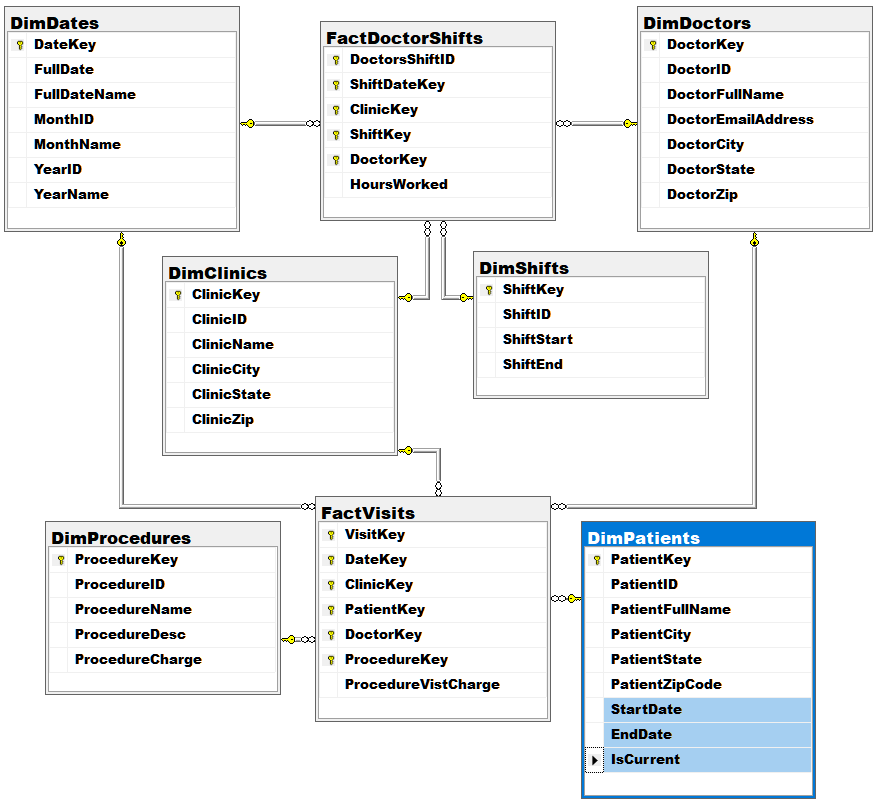 DimDates
DateKey
FullDate
FullDateName
MonthID
MonthName
YearID
YearName
FactDoctorShifts
DoctorsShiftID
ShiftDateKey
ClinicKey
ShiftKey
DoctorKey
HoursWorked
DimDoctors
DoctorKey
DoctorID
DoctorFullName
DoctorEmailAddress
DoctorCity
DoctorState
DoctorZip
DimClinics
ClinicKey
ClinicID
ClinicName
ClinicCity
ClinicState
ClinicZip
DimShifts
ShiftKey
ShiftID
ShiftStart
ShiftEnd
DimProcedures
ProcedureKey
ProcedureID
ProcedureName
ProcedureDesc
ProcedureCharge
FactVisits
VisitKey
DateKey
ClinicKey
PatientKey
DoctorKey
ProcedureKey
ProcedureVistCharge
DimPatients
PatientKey
PatientID
PatientFullName
PatientCity
PatientState
PatientZipCode
StartDate
EndDate
IsCurrent